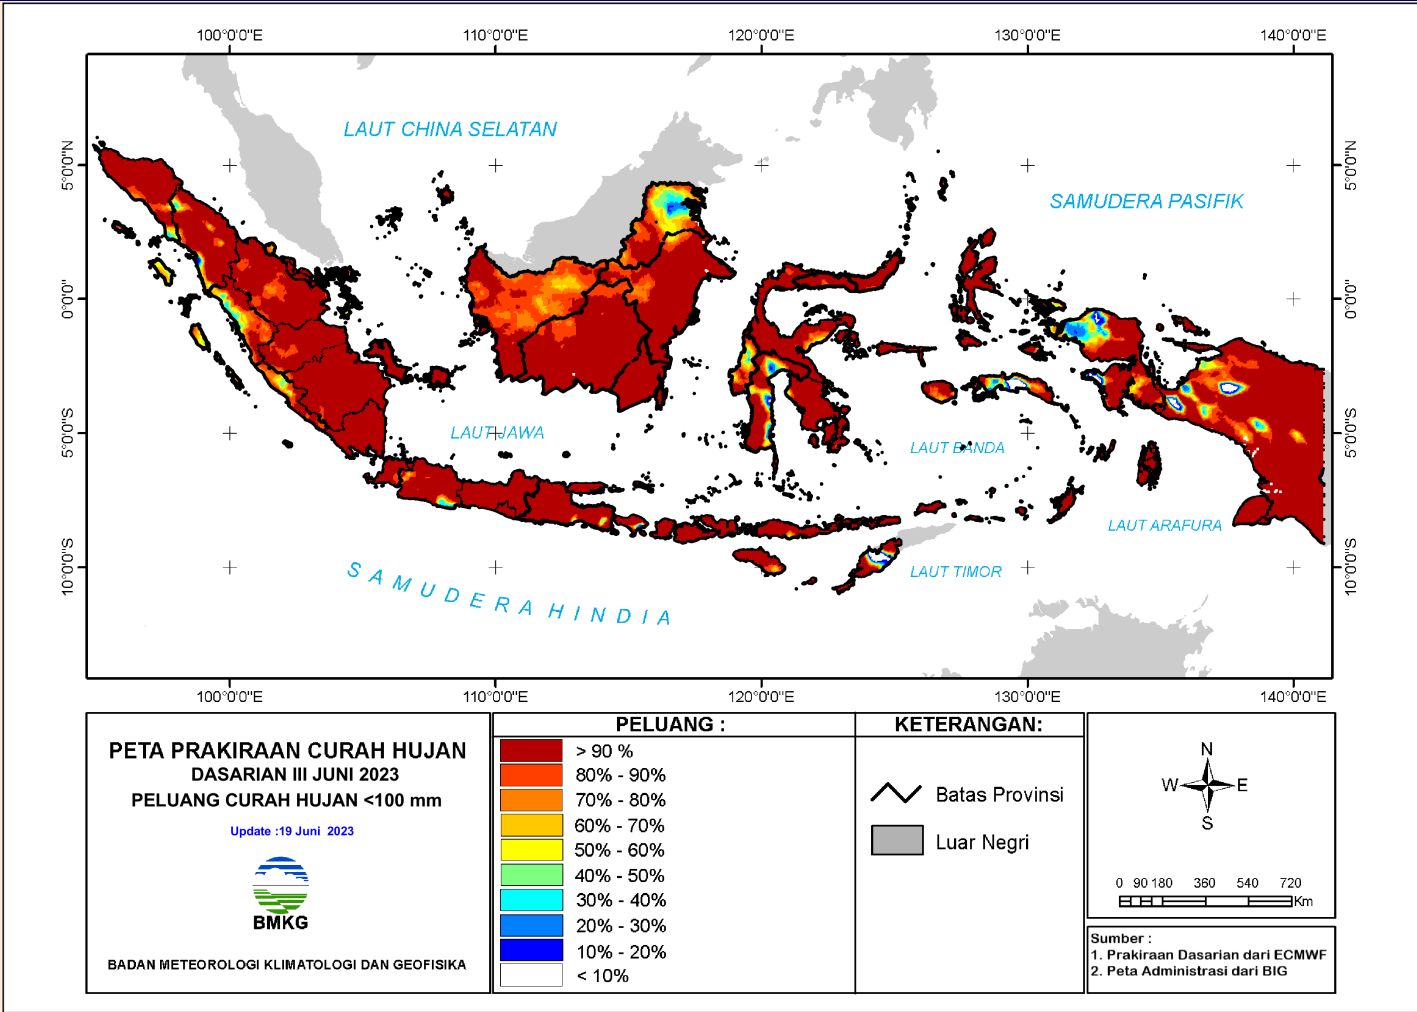 100°0'0"E 110°0'0"E 120°0'0"E 130°0'0"E 140°0'0"E
5°0'0"N 5°0'0"N
0°0'0" 0°0'0"
5°0'0"S 5°0'0"S
10°0'0"S 10°0'0"S
LAUT CHINA SELATAN
SAMUDERA PASIFIK
LAUT JAWA
LAUT BANDA
LAUT ARAFURA
LAUT TIMOR
SAMUDERA HINDIA
100°0'0"E 110°0'0"E 120°0'0"E 130°0'0"E 140°0'0"E
PETA PRAKIRAAN CURAH HUJAN
DASARIAN III JUNI 2023
PELUANG CURAH HUJAN <100 mm
Update :19 Juni 2023
BMKG
BADAN METEOROLOGI KLIMATOLOGI DAN GEOFISIKA
PELUANG :
> 90 %
80% - 90%
70% - 80%
60% - 70%
50% - 60%
40% - 50%
30% - 40%
20% - 30%
10% - 20%
< 10%
KETERANGAN:
Batas Provinsi
Luar Negri
N
W E
S
0 90 180 360 540 720
Km
Sumber :
1. Prakiraan Dasarian dari ECMWF
2. Peta Administrasi dari BIG